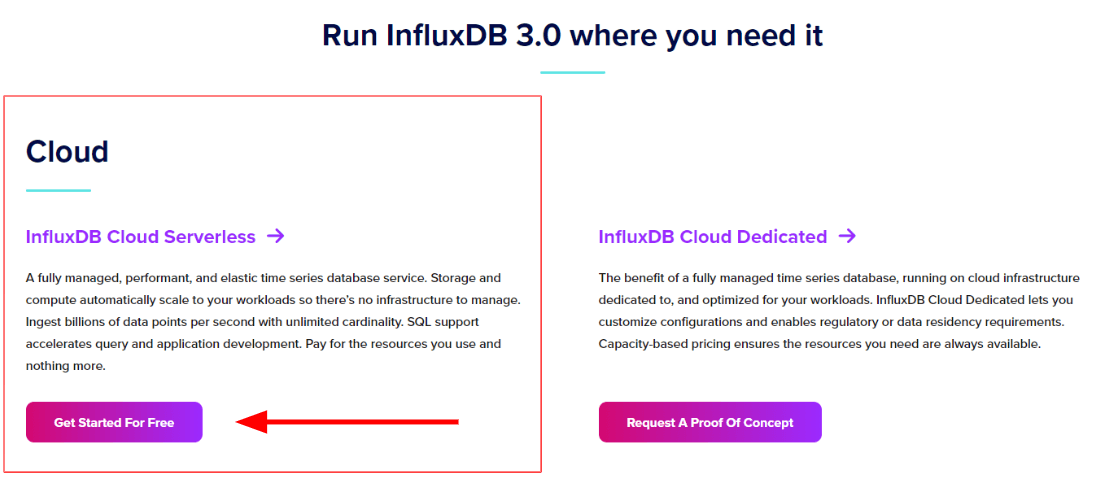 Run InfluxDB 3.0 where you need it
Cloud
InfluxDB Cloud Serverless →
A fully managed, performant, and elastic time series database service. Storage and
compute automatically scale to your workloads so there's no infrastructure to manage.
Ingest billions of data points per second with unlimited cardinality. SQL support
accelerates query and application development. Pay for the resources you use and
nothing more.
Get Started For Free
InfluxDB Cloud Dedicated →
The benefit of a fully managed time series database, running on cloud infrastructure
dedicated to, and optimized for your workloads. InfluxDB Cloud Dedicated lets you
customize configurations and enables regulatory or data residency requirements.
Capacity-based pricing ensures the resources you need are always available.
Request A Proof Of Concept